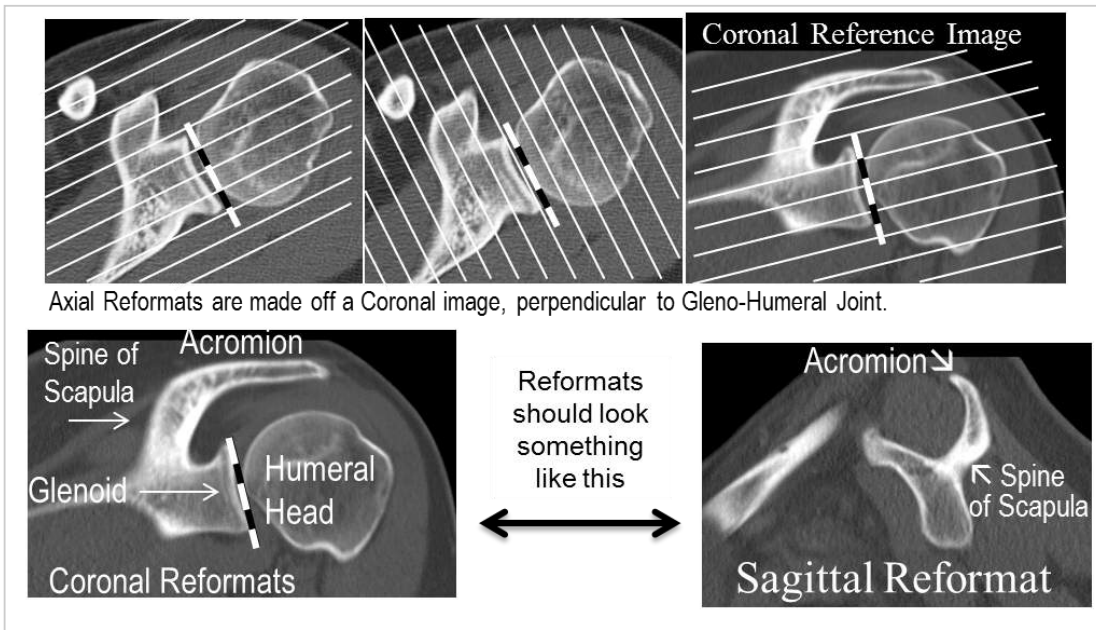 Coronal Reference Image
Axial Reformats are made off a Coronal image, perpendicular to Gleno-Humeral Joint.
Spine of
Scapula
Acromion
Glenoid
Humeral
Head
Coronal Reformats
Reformats
should look
something
like this
Acromion
Spine
of Scapula
Sagittal Reformat